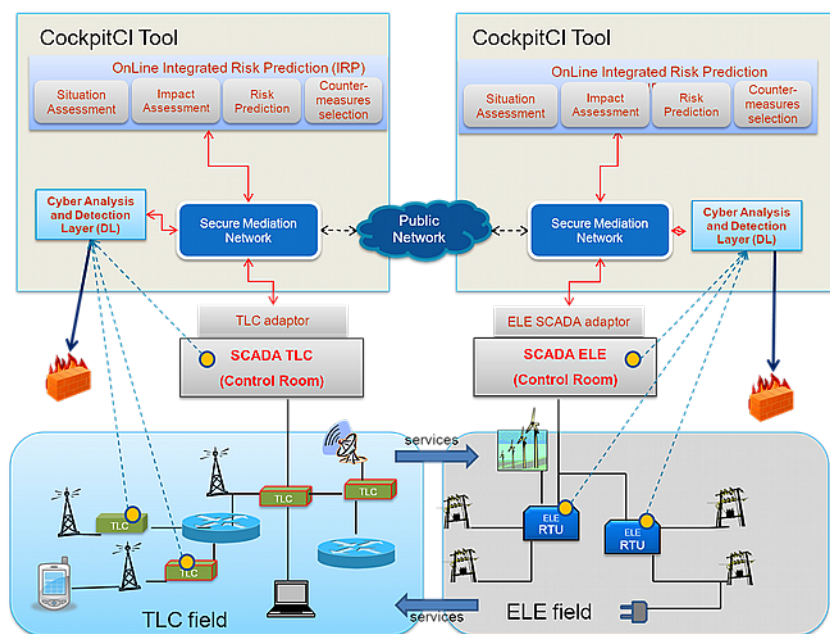 CockpitCI Tool
OnLine Integrated Risk Prediction (IRP)
Situation
Assessment
Impact
Assessment
Risk
Prediction
Counter-
measures
selection
Cyber Analysis
and Detection
Layer (DL)
Secure Mediation
Network
Public
Network
CockpitCI Tool
OnLine Integrated Risk Prediction
Situation
Assessment
Impact
Assessment
Risk
Prediction
Counter-
measures
selection
Secure Mediation
Network
Cyber Analysis
and Detection
Layer (DL)
TLC adaptor
SCADA TLC
(Control Room)
ELE SCADA adaptor
SCADA ELE
(Control Room)
services
TLC
TLC
TLC
TLC
ELE
RTU
ELE
RTU
services
TLC field
ELE field